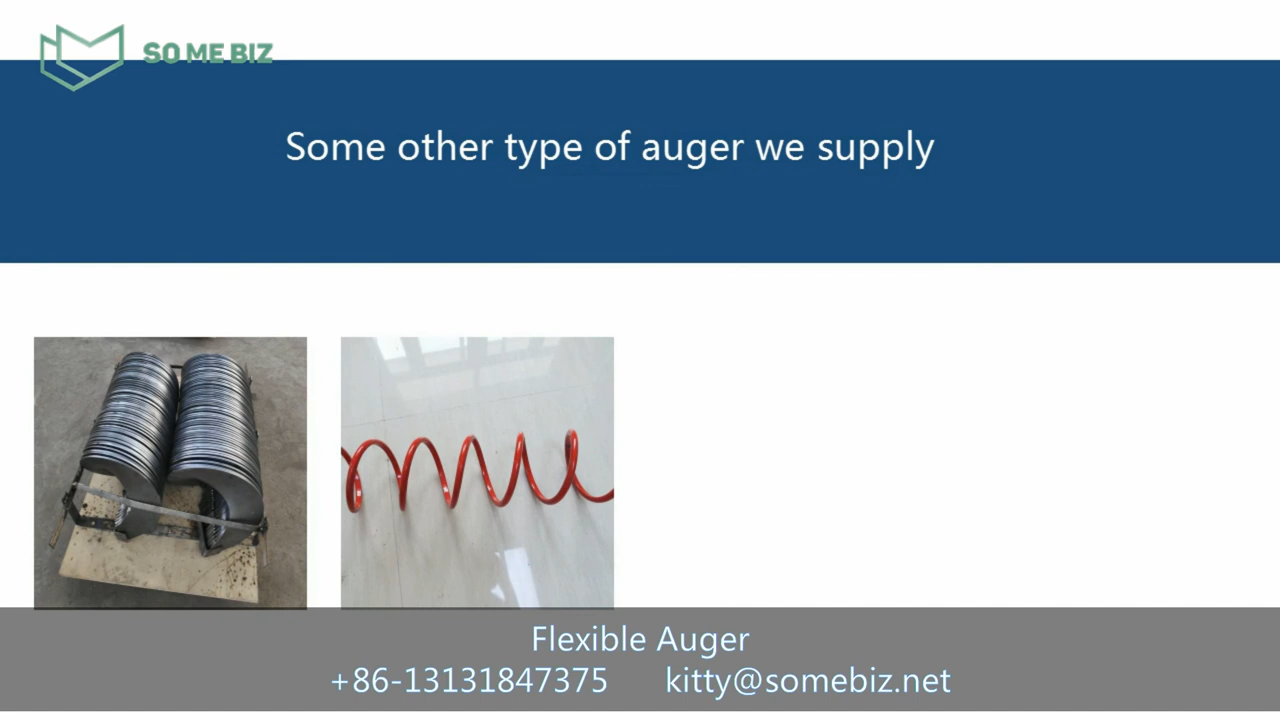 SO ME BIZ
Some other type of auger we supply
Flexible Auger
+86-13131847375 kitty@somebiz.net